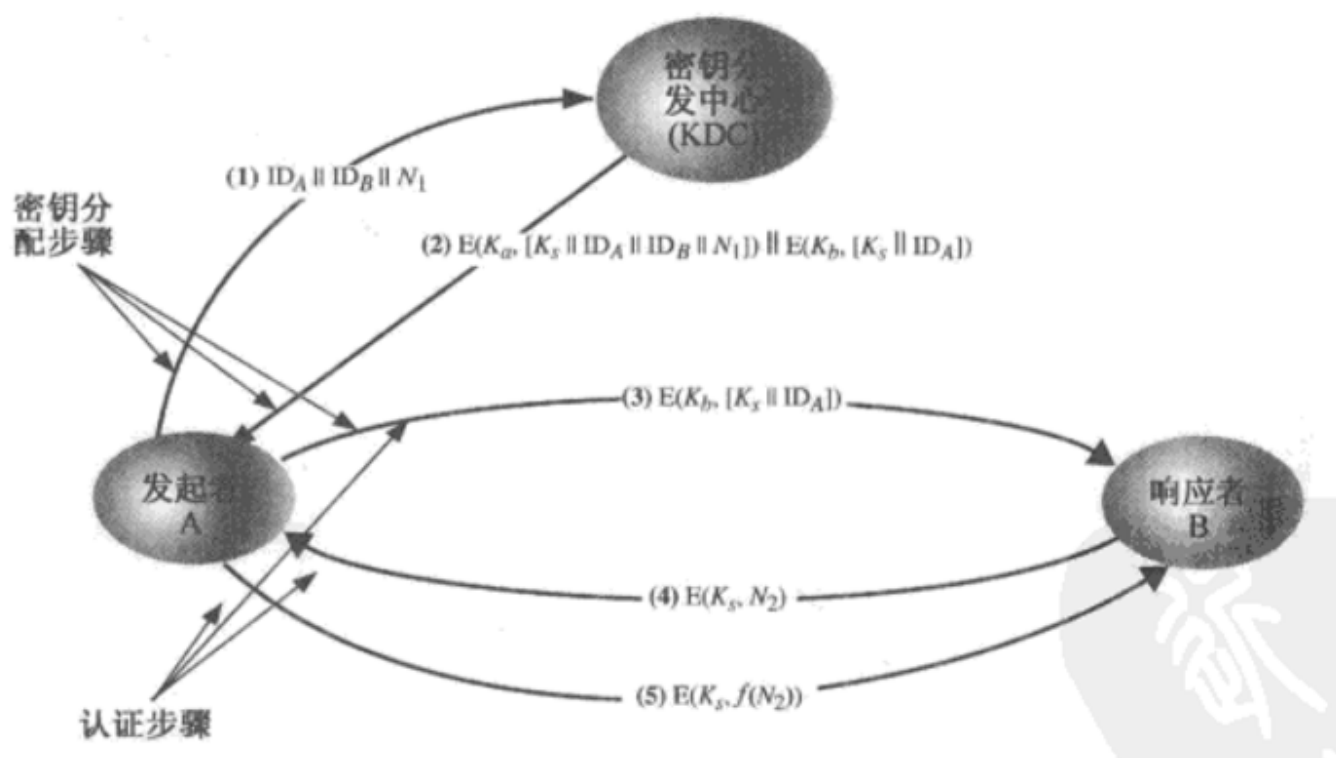 密钥分
发中心
(KDC)
(1) ID_A || ID_B || N_1
密钥分
配步骤
(2) E(K_a, [K_s || ID_A || ID_B || N_1]) || E(K_b, [K_s || ID_A])
(3) E(K_b, [K_s || ID_A])
发起者
A
响应者
B
(4) E(K_s, N_2)
(5) E(K_s, f(N_2))
认证步骤